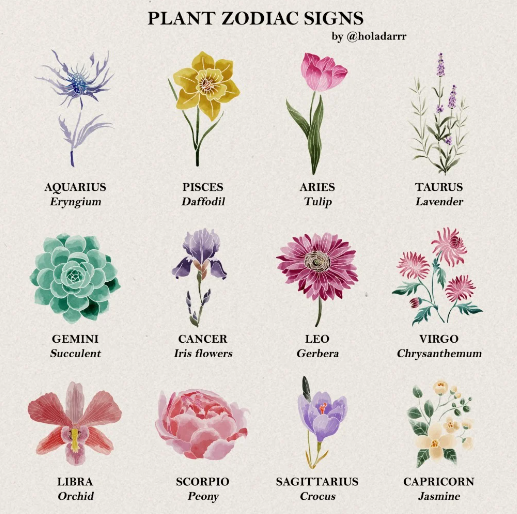 PLANT ZODIAC SIGNS
by @holadarrr
AQUARIUS
Eryngium
PISCES
Daffodil
ARIES
Tulip
TAURUS
Lavender
GEMINI
Succulent
CANCER
Iris flowers
LEO
Gerbera
VIRGO
Chrysanthemum
LIBRA
Orchid
SCORPIO
Peony
SAGITTARIUS
Crocus
CAPRICORN
Jasmine